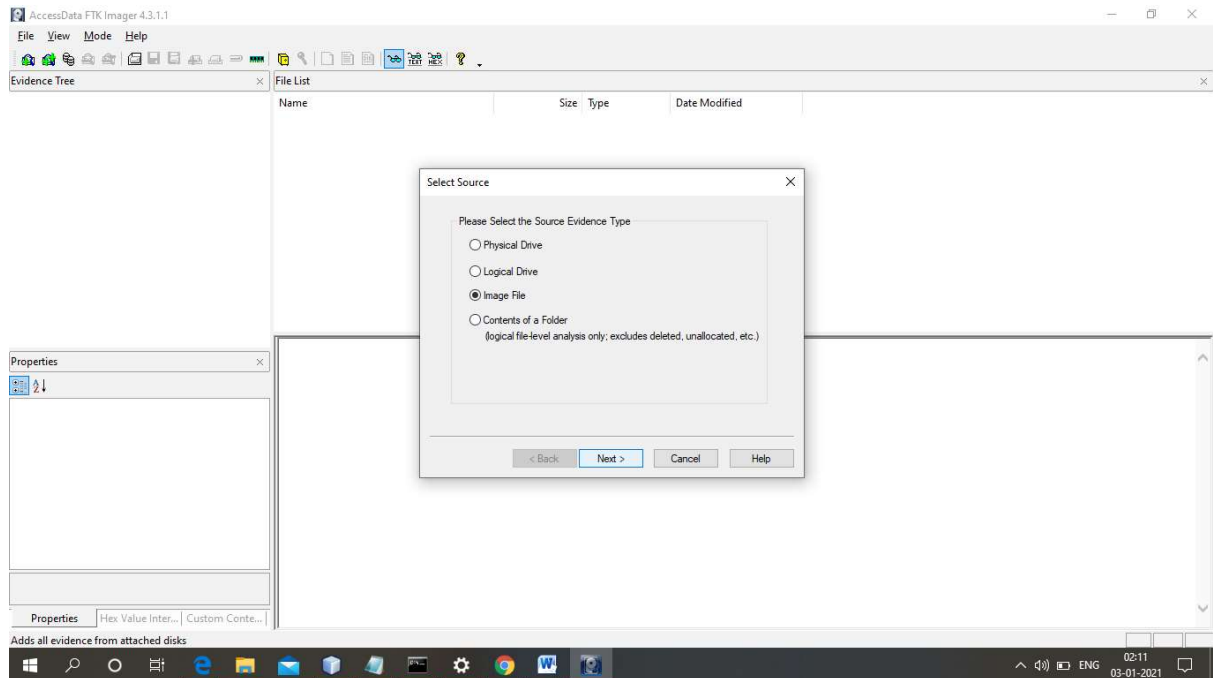 AccessData FTK Imager 4.3.1.1
File View Mode Help
TEXT HEX
Evidence Tree
File List
Name Size Type Date Modified
Select Source
Please Select the Source Evidence Type
Physical Drive
Logical Drive
Image File
Contents of a Folder
(logical file-level analysis only; excludes deleted, unallocated, etc.)
< Back Next > Cancel Help
Properties
Properties Hex Value Inter... Custom Conte...
Adds all evidence from attached disks
ENG
02:11
03-01-2021